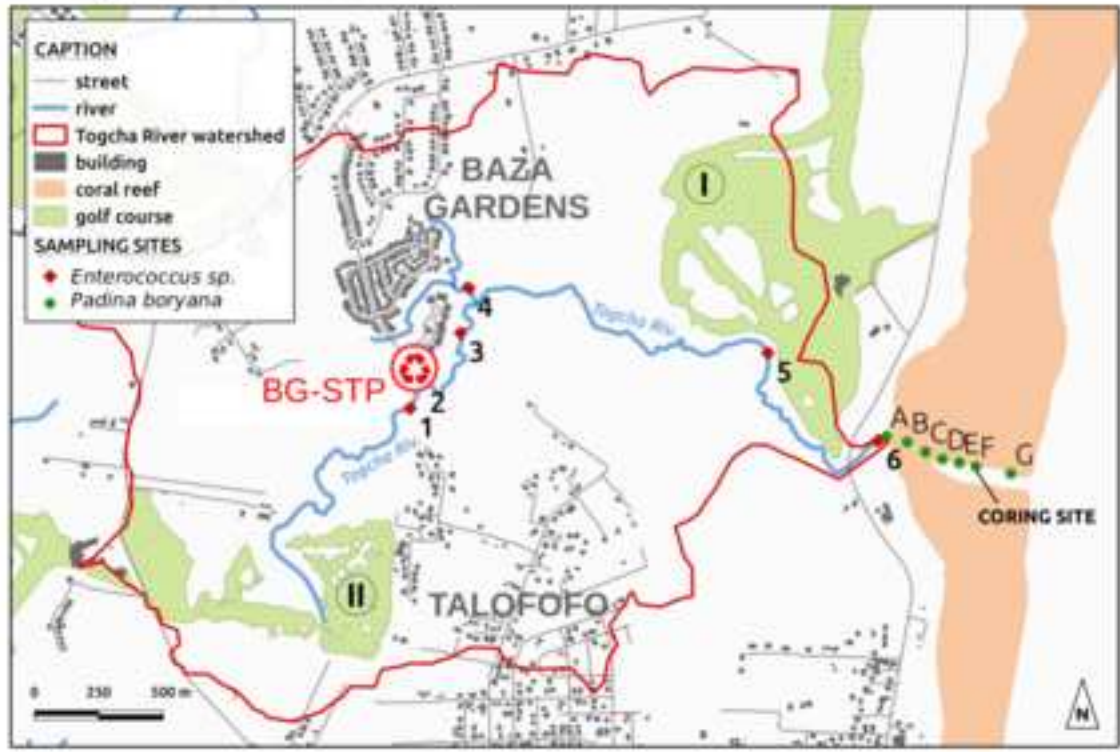 CAPTION
street
river
Togcha River watershed
building
coral reef
golf course
SAMPLING SITES
Enterococcus sp.
Padina boryana
BAZA
GARDENS
I
4
Togcha Riv.
3
5
BG-STP
2
1
Togcha Riv.
A B C D E F
G
6
CORING SITE
II
TALOFOFO
0 250 500 m
N